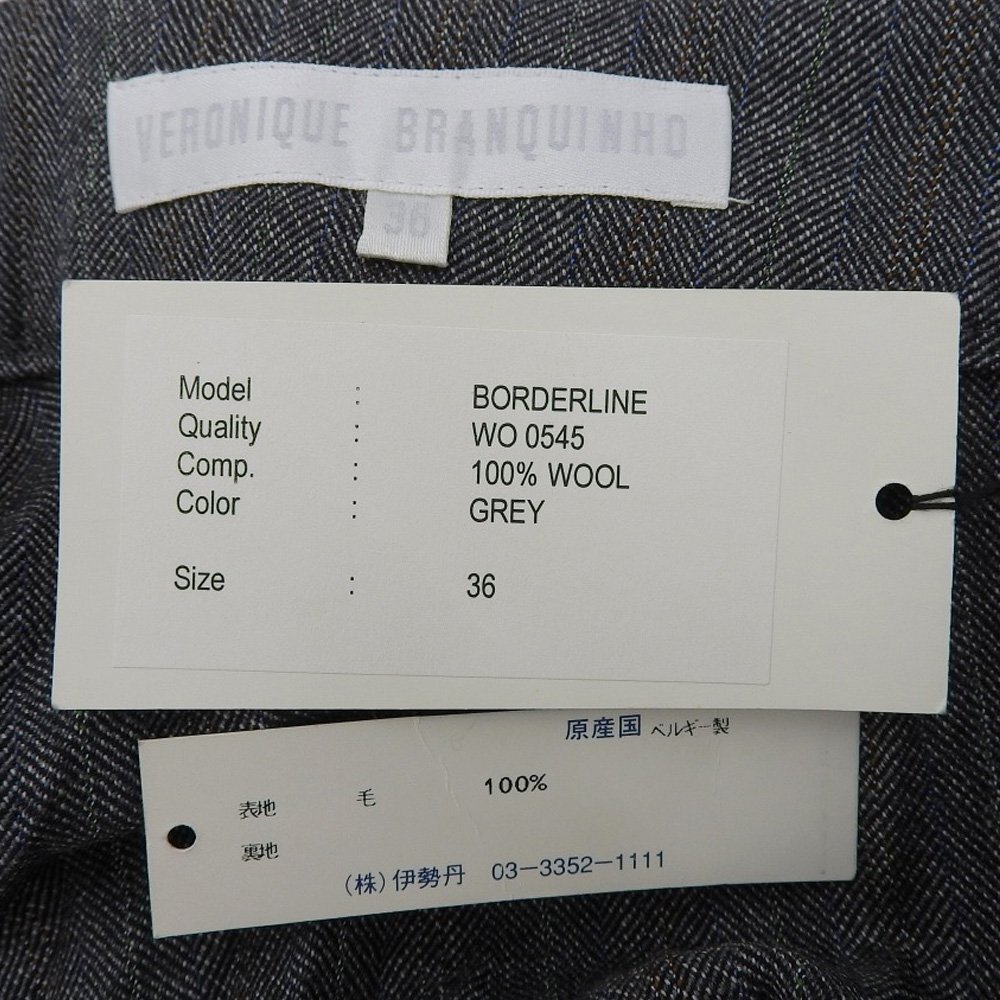 VERONIQUE BRANQUINHO
36
Model : BORDERLINE
Quality : WO 0545
Comp. : 100% WOOL
Color : GREY
Size : 36
原産国 ベルギー製
表地 毛 100%
裏地
(株)伊勢丹 03-3352-1111